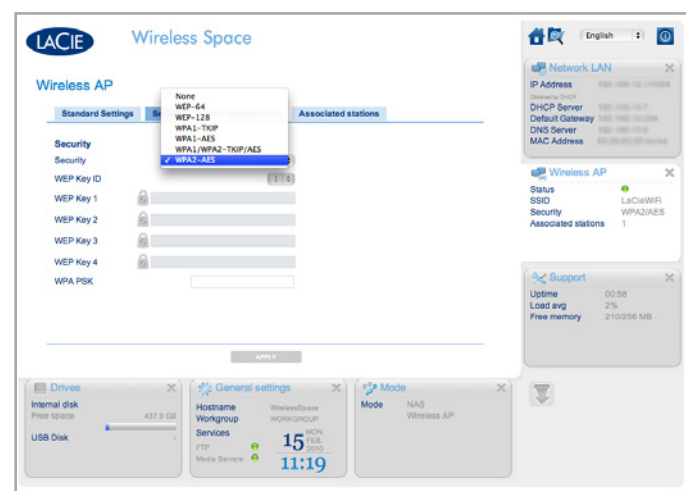 LACIE
Wireless Space
English
Wireless AP
Standard Settings
Associated stations
None
WEP-64
WEP-128
WPA1-TKIP
WPA1-AES
WPA1/WPA2-TKIP/AES
✓ WPA2-AES
Security
Security
WEP Key ID
1
WEP Key 1
WEP Key 2
WEP Key 3
WEP Key 4
WPA PSK
APPLY
Network LAN
IP Address
Obtained by DHCP
DHCP Server
Default Gateway
DNS Server
MAC Address
Wireless AP
Status
SSID LaCieWiFi
Security WPA2/AES
Associated stations 1
Support
Uptime 00:58
Load avg 2%
Free memory 210/256 MB
Drives
Internal disk
Free space 437.9 GB
USB Disk -
General settings
Hostname WirelessSpace
Workgroup WORKGROUP
Services
FTP
Media Servers
15 MON. FEB. 2010
11:19
Mode
Mode NAS
Wireless AP